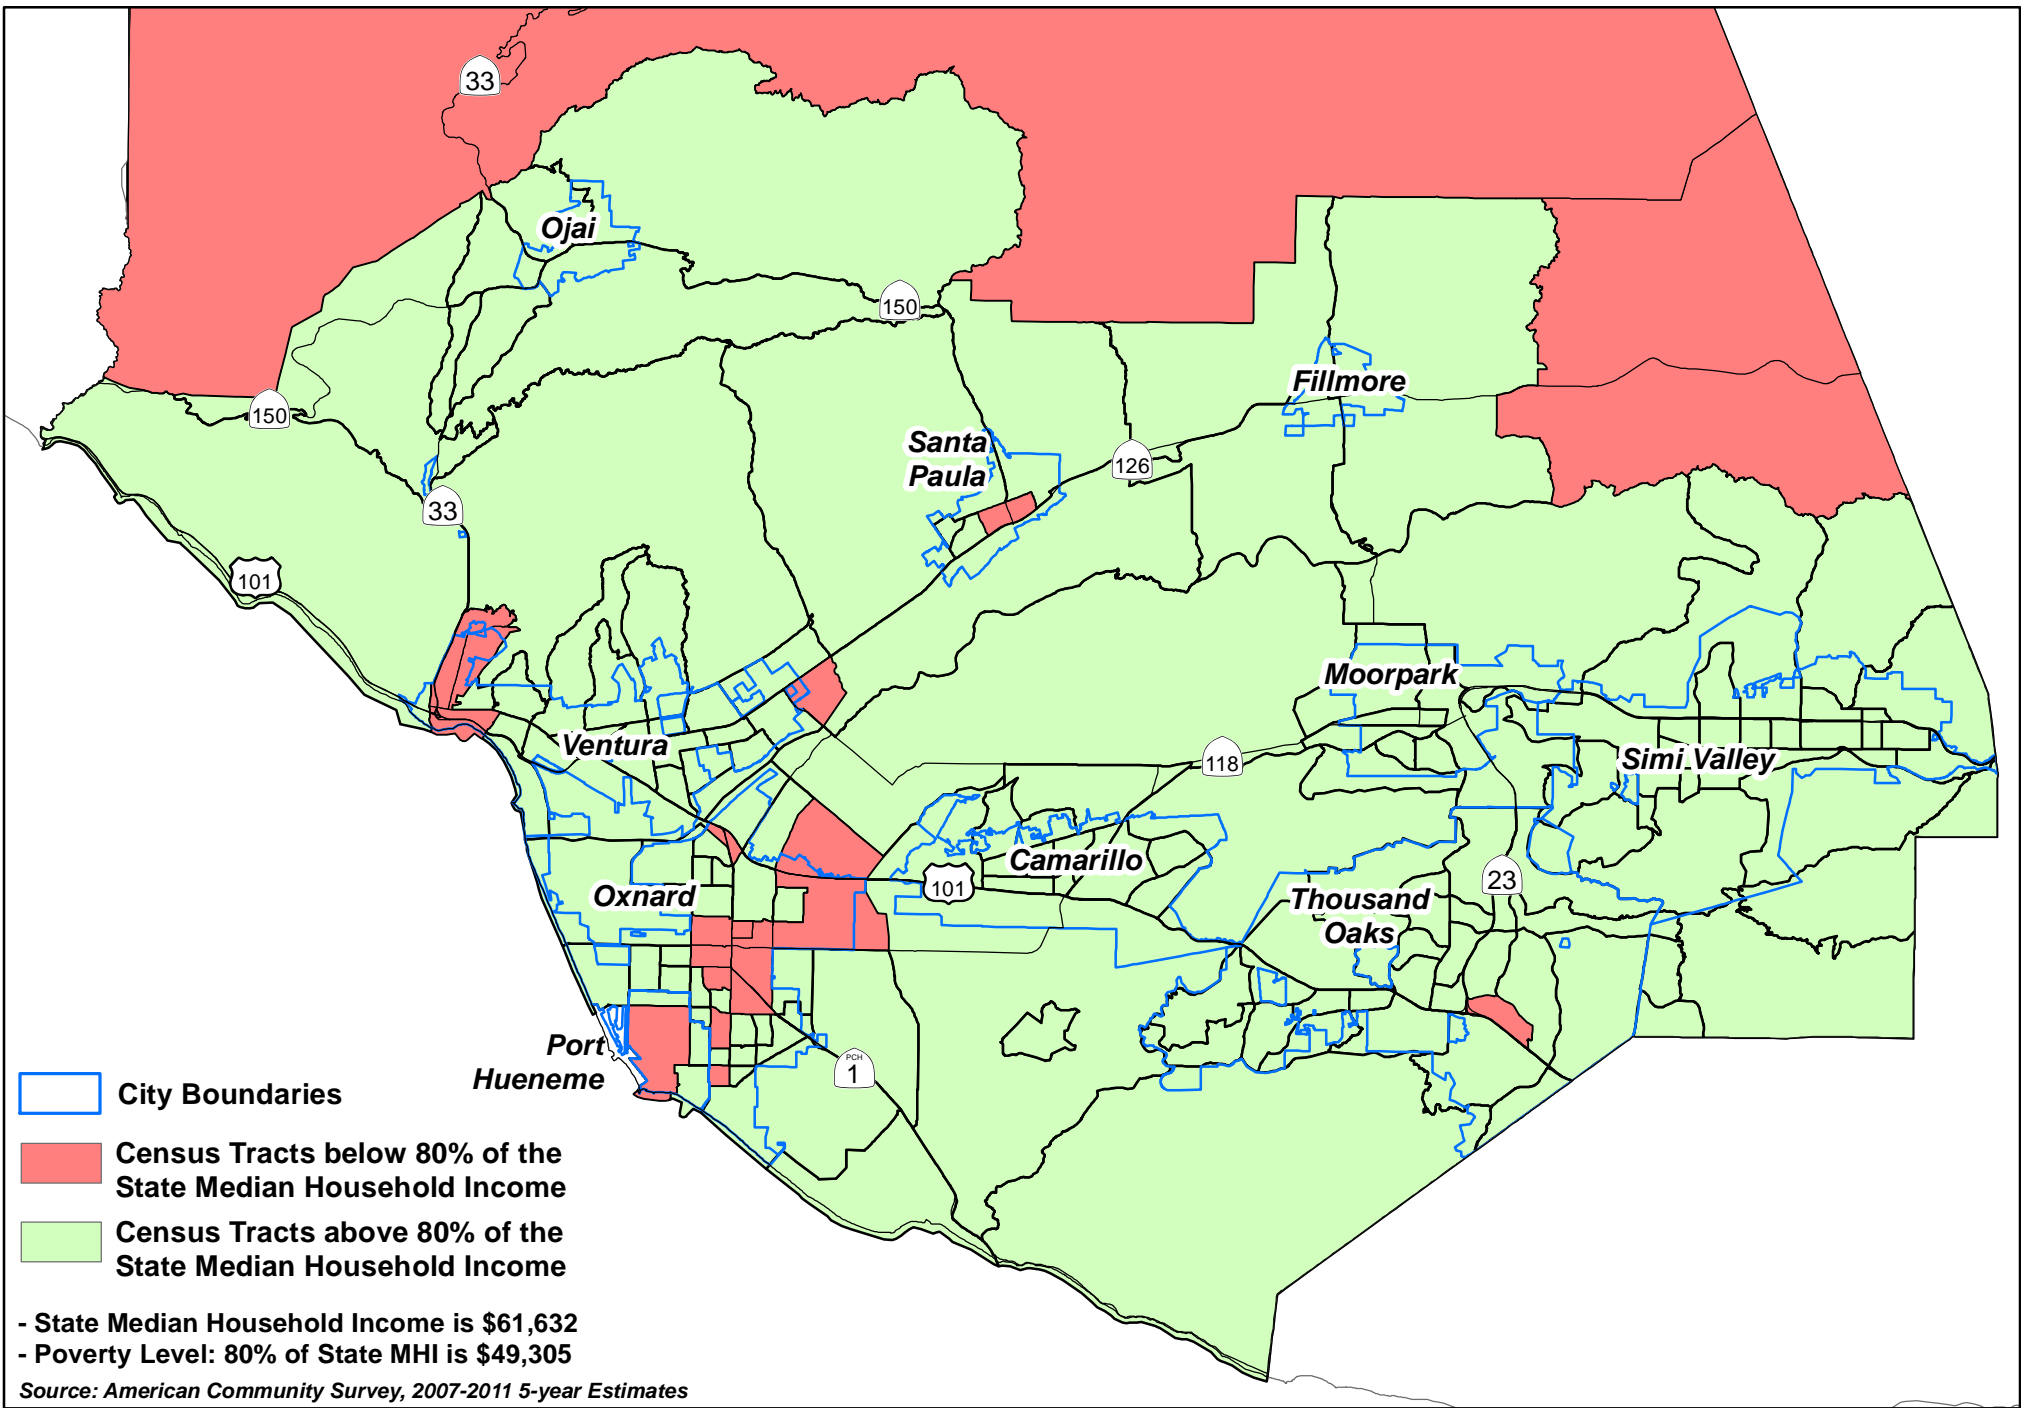 33
Ojai
150
Fillmore
150
Santa
Paula
126
33
101
Moorpark
Ventura
118
Simi Valley
Camarillo
101
23
Oxnard
Thousand
Oaks
Port
Hueneme
PCH
1
City Boundaries
Census Tracts below 80% of the
State Median Household Income
Census Tracts above 80% of the
State Median Household Income
- State Median Household Income is $61,632
- Poverty Level: 80% of State MHI is $49,305
Source: American Community Survey, 2007-2011 5-year Estimates